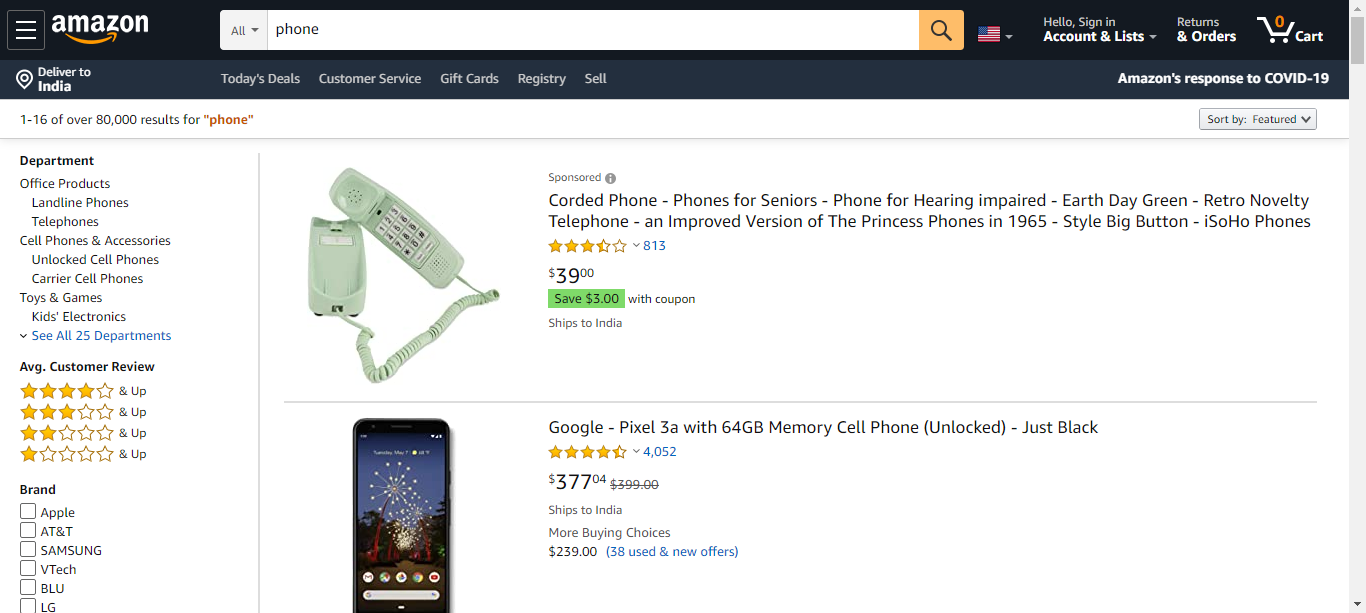 amazon
All
phone
Hello, Sign in
Account & Lists
Returns
& Orders
0
Cart
Deliver to
India
Today's Deals
Customer Service
Gift Cards
Registry
Sell
Amazon's response to COVID-19
1-16 of over 80,000 results for "phone"
Sort by: Featured
Department
Office Products
Landline Phones
Telephones
Cell Phones & Accessories
Unlocked Cell Phones
Carrier Cell Phones
Toys & Games
Kids' Electronics
See All 25 Departments
Avg. Customer Review
& Up
& Up
& Up
& Up
Brand
Apple
AT&T
SAMSUNG
VTech
BLU
LG
Sponsored
Corded Phone - Phones for Seniors - Phone for Hearing impaired - Earth Day Green - Retro Novelty
Telephone - an Improved Version of The Princess Phones in 1965 - Style Big Button - iSoHo Phones
813
$3900
Save $3.00 with coupon
Ships to India
Google - Pixel 3a with 64GB Memory Cell Phone (Unlocked) - Just Black
4,052
$37704 $399.00
Ships to India
More Buying Choices
$239.00 (38 used & new offers)
Tuesday, May 7